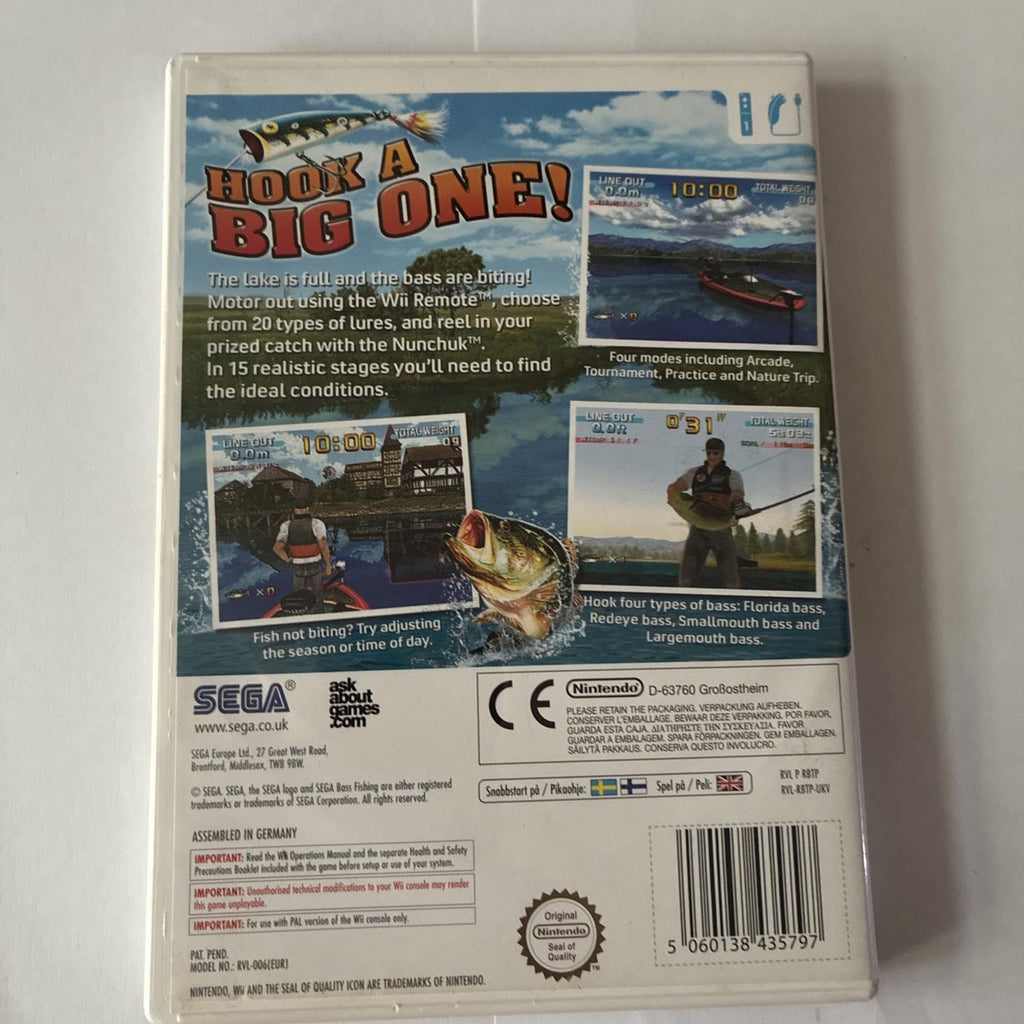 1
HOOK A
BIG ONE!
The lake is full and the bass are biting!
Motor out using the Wii Remote™, choose
from 20 types of lures, and reel in your
prized catch with the Nunchuk™.
In 15 realistic stages you'll need to find
the ideal conditions.
LINE OUT
0.0m
10:00
TOTAL WEIGHT
0g
X0
Four modes including Arcade,
Tournament, Practice and Nature Trip.
LINE OUT
0.0m
10:00
TOTAL WEIGHT
0g
X0
Fish not biting? Try adjusting
the season or time of day.
LINE OUT
0.0ft
0'31"
TOTAL WEIGHT
Hook four types of bass: Florida bass,
Redeye bass, Smallmouth bass and
Largemouth bass.
SEGA®
www.sega.co.uk
ask
about
games
.com
SEGA Europe Ltd., 27 Great West Road,
Brentford, Middlesex, TW8 9BW.
© SEGA. SEGA, the SEGA logo and SEGA Bass Fishing are either registered
trademarks or trademarks of SEGA Corporation. All rights reserved.
ASSEMBLED IN GERMANY
IMPORTANT: Read the Wii Operations Manual and the separate Health and Safety
Precautions Booklet included with the game before setup or use of your system.
IMPORTANT: Unauthorised technical modifications to your Wii console may render
this game unplayable.
IMPORTANT: For use with PAL version of the Wii console only.
PAT. PEND.
MODEL NO.: RVL-006(EUR)
NINTENDO, Wii AND THE SEAL OF QUALITY ICON ARE TRADEMARKS OF NINTENDO.
CE
Nintendo D-63760 Großostheim
PLEASE RETAIN THE PACKAGING. VERPACKUNG AUFHEBEN.
CONSERVER L'EMBALLAGE. BEWAAR DEZE VERPAKKING. POR FAVOR,
GUARDA ESTA CAJA. ΔΙΑΤΗΡΗΣΤΕ ΤΗΝ ΣΥΣΚΕΥΑΣΙΑ. FAVOR
GUARDAR A EMBALAGEM. SPARA FÖRPACKNINGEN. GEM EMBALLAGEN.
SÄILYTÄ PAKKAUS. CONSERVA QUESTO INVOLUCRO.
Snabbstart på / Pikaohje: Spel på / Peli:
RVL P RBTP
RVL-RBTP-UKV
Original
Nintendo
Seal of
Quality
TM
5 060138 435797